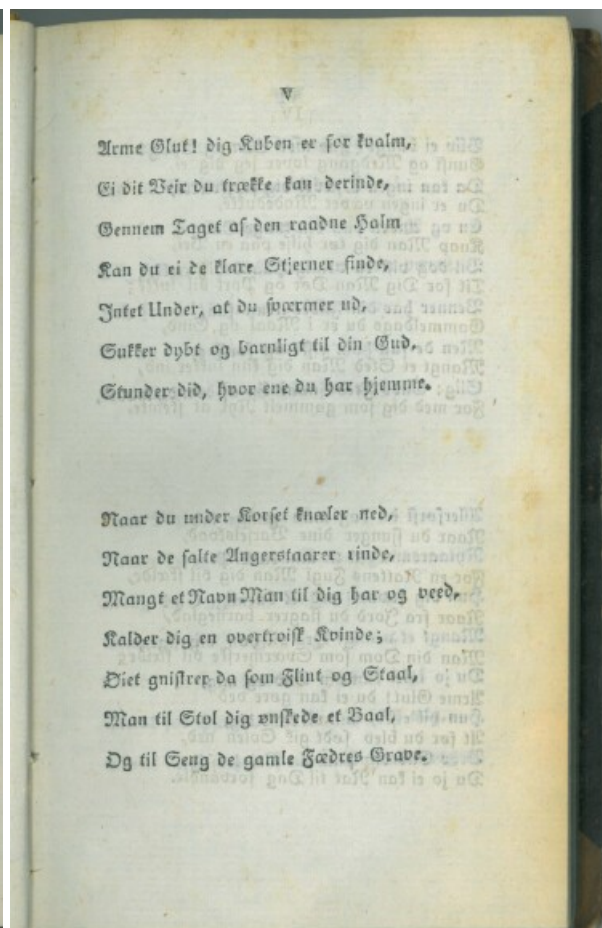 V
Arme Glut! dig Kuben er for kvalm,
Ei dit Veir du trække kan derinde,
Gennem Taget af den raadne Halm
Kan du ei de klare Stjerner finde,
Intet Under, at du sværmer ud,
Sukker dybt og barnligt til din Gud,
Stunder did, hvor ene du har hjemme.
Naar du under Korset knæler ned,
Naar de salte Angerstaarer rinde,
Mangt et Navn Man til dig har og veed,
Kalder dig en overtroisk Kvinde;
Øiet gnistrer da som Flint og Staal,
Man til Stol dig ynskede et Baal,
Og til Seng de gamle Fædres Grave.